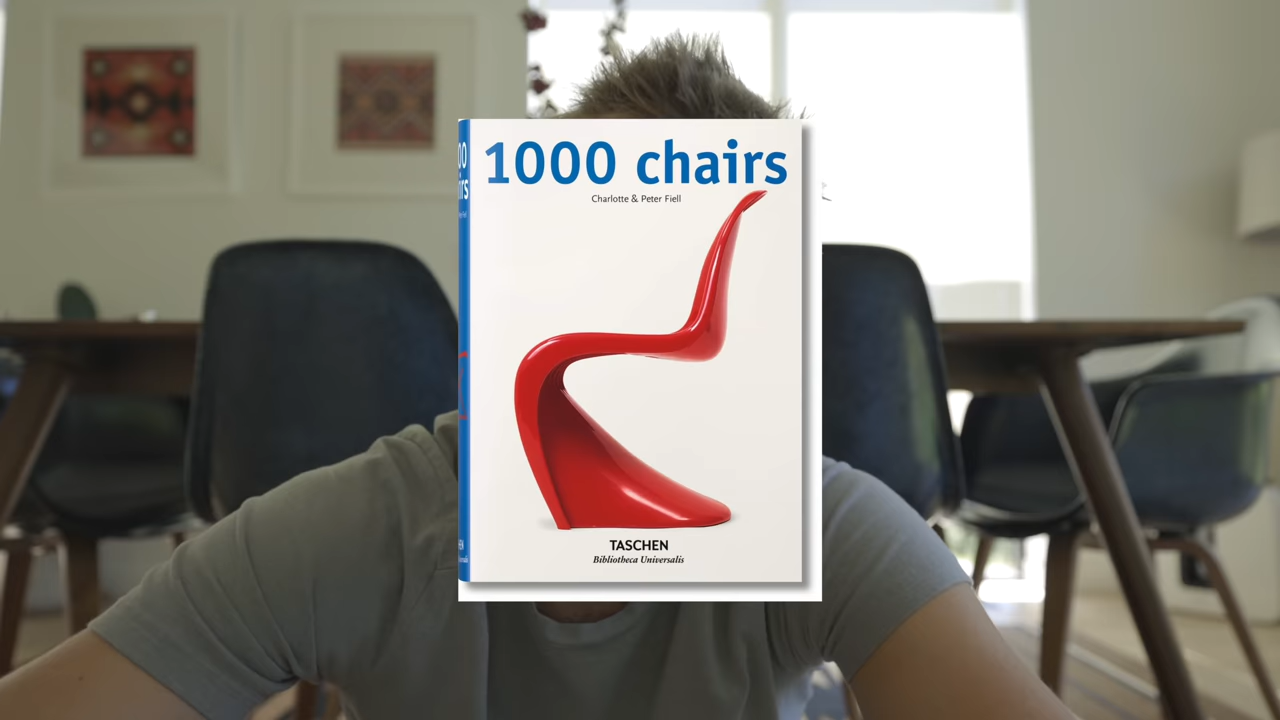 1000 chairs
Charlotte & Peter Fiell
TASCHEN
Bibliotheca Universalis